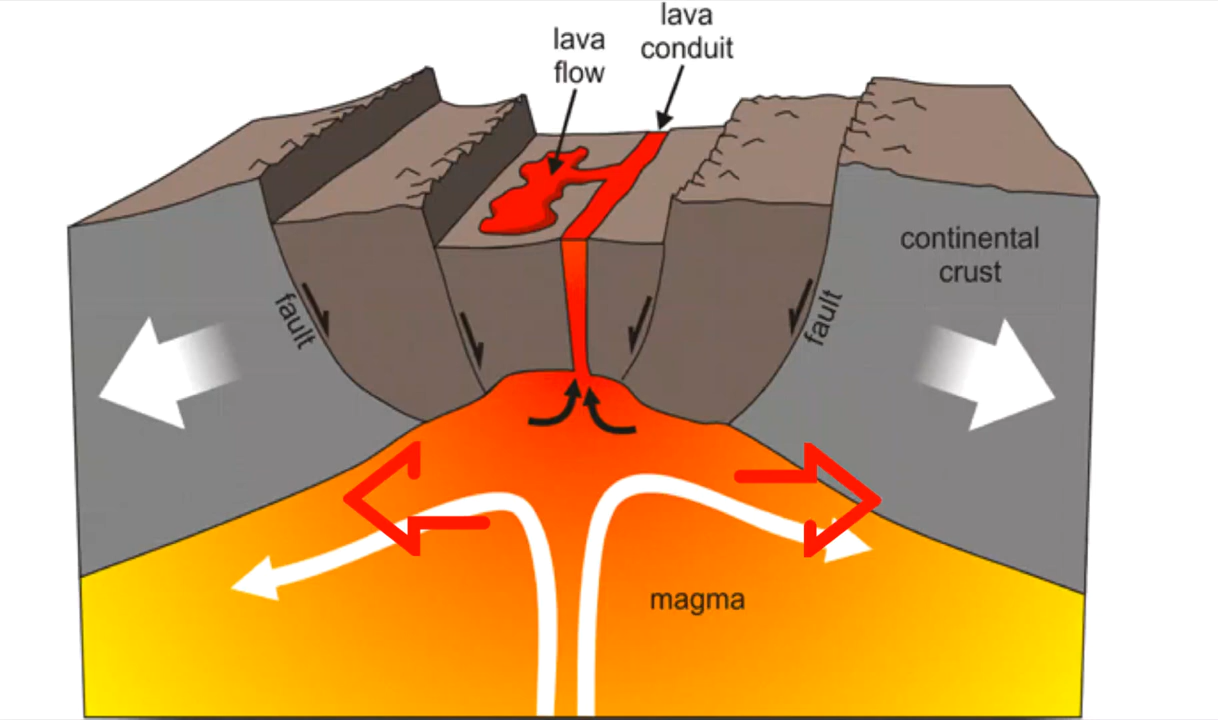 lava
conduit
lava
flow
continental
crust
fault
fault
magma